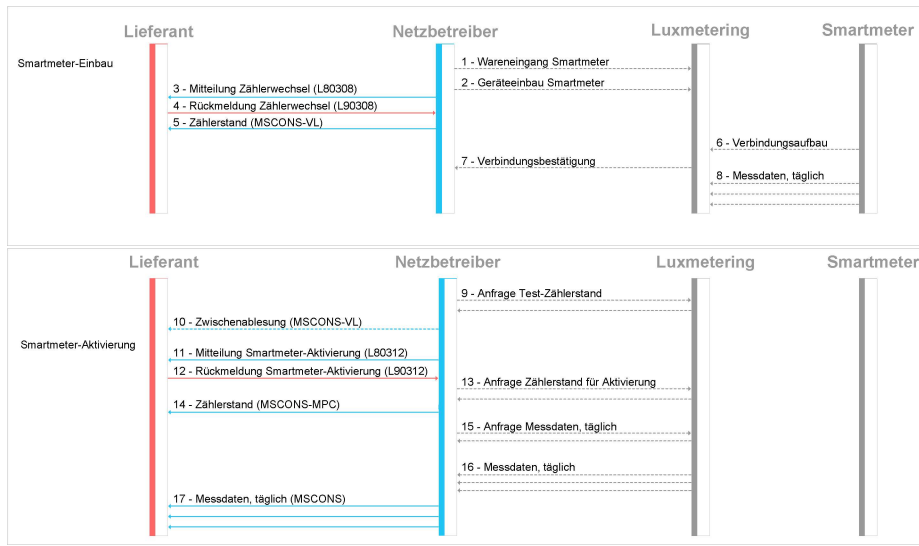 Lieferant Netzbetreiber Luxmetering Smartmeter
Smartmeter-Einbau
1 - Wareneingang Smartmeter
2 - Geräteeinbau Smartmeter
3 - Mitteilung Zählerwechsel (L80308)
4 - Rückmeldung Zählerwechsel (L90308)
5 - Zählerstand (MSCONS-VL)
6 - Verbindungsaufbau
7 - Verbindungsbestätigung
8 - Messdaten, täglich
Lieferant Netzbetreiber Luxmetering Smartmeter
9 - Anfrage Test-Zählerstand
10 - Zwischenablesung (MSCONS-VL)
Smartmeter-Aktivierung
11 - Mitteilung Smartmeter-Aktivierung (L80312)
12 - Rückmeldung Smartmeter-Aktivierung (L90312)
13 - Anfrage Zählerstand für Aktivierung
14 - Zählerstand (MSCONS-MPC)
15 - Anfrage Messdaten, täglich
16 - Messdaten, täglich
17 - Messdaten, täglich (MSCONS)